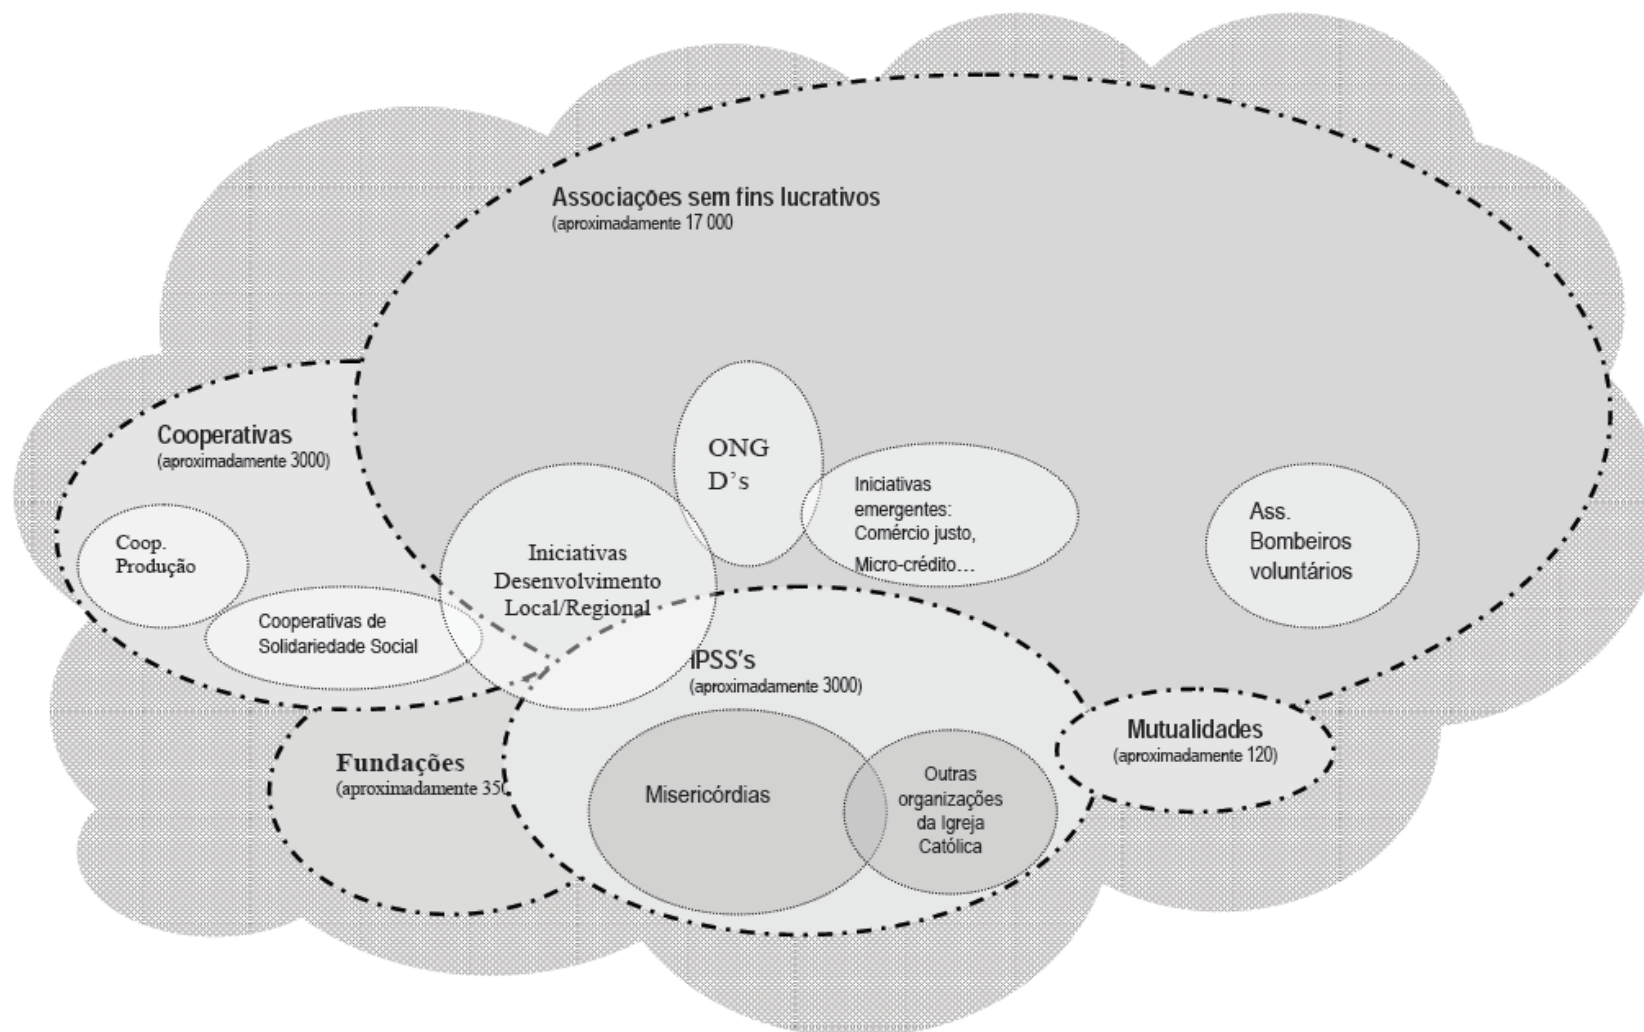 Associações sem fins lucrativos
(aproximadamente 17 000
Cooperativas
(aproximadamente 3000)
ONG
D's
Iniciativas
emergentes:
Comércio justo,
Micro-crédito...
Ass.
Bombeiros
voluntários
Coop.
Produção
Iniciativas
Desenvolvimento
Local/Regional
Cooperativas de
Solidariedade Social
IPSS's
(aproximadamente 3000)
Mutualidades
(aproximadamente 120)
Fundações
(aproximadamente 350
Misericórdias
Outras
organizações
da Igreja
Católica